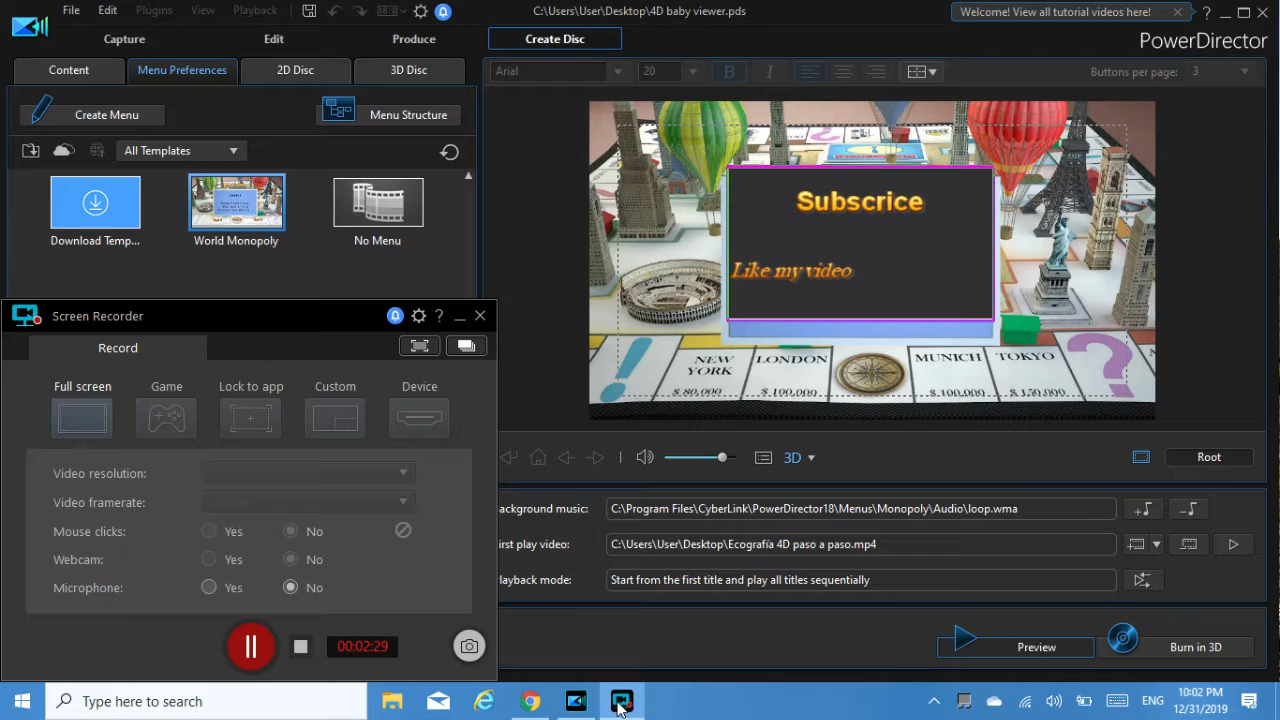 File Edit Plugins View Playback
16:9
C:\Users\User\Desktop\4D baby viewer.pds
Welcome! View all tutorial videos here!
PowerDirector
Capture Edit Produce Create Disc
Content Menu Preferences 2D Disc 3D Disc
Arial 20 B I Buttons per page: 3
Create Menu Menu Structure
All Templates
Download Temp... World Monopoly No Menu
Subscrice
Like my video
NEW YORK
$ 80,000
LONDON
$ 100,000
MUNICH
$ 100,000
TOKYO
$ 150,000
Screen Recorder
Record
Full screen Game Lock to app Custom Device
Video resolution:
Video framerate:
Mouse clicks: Yes No
Webcam: Yes No
Microphone: Yes No
00:02:29
3D Root
ackground music: C:\Program Files\CyberLink\PowerDirector18\Menus\Monopoly\Audio\loop.wma
irst play video: C:\Users\User\Desktop\Ecografía 4D paso a paso.mp4
layback mode: Start from the first title and play all titles sequentially
Preview Burn in 3D
Type here to search
ENG
10:02 PM
12/31/2019